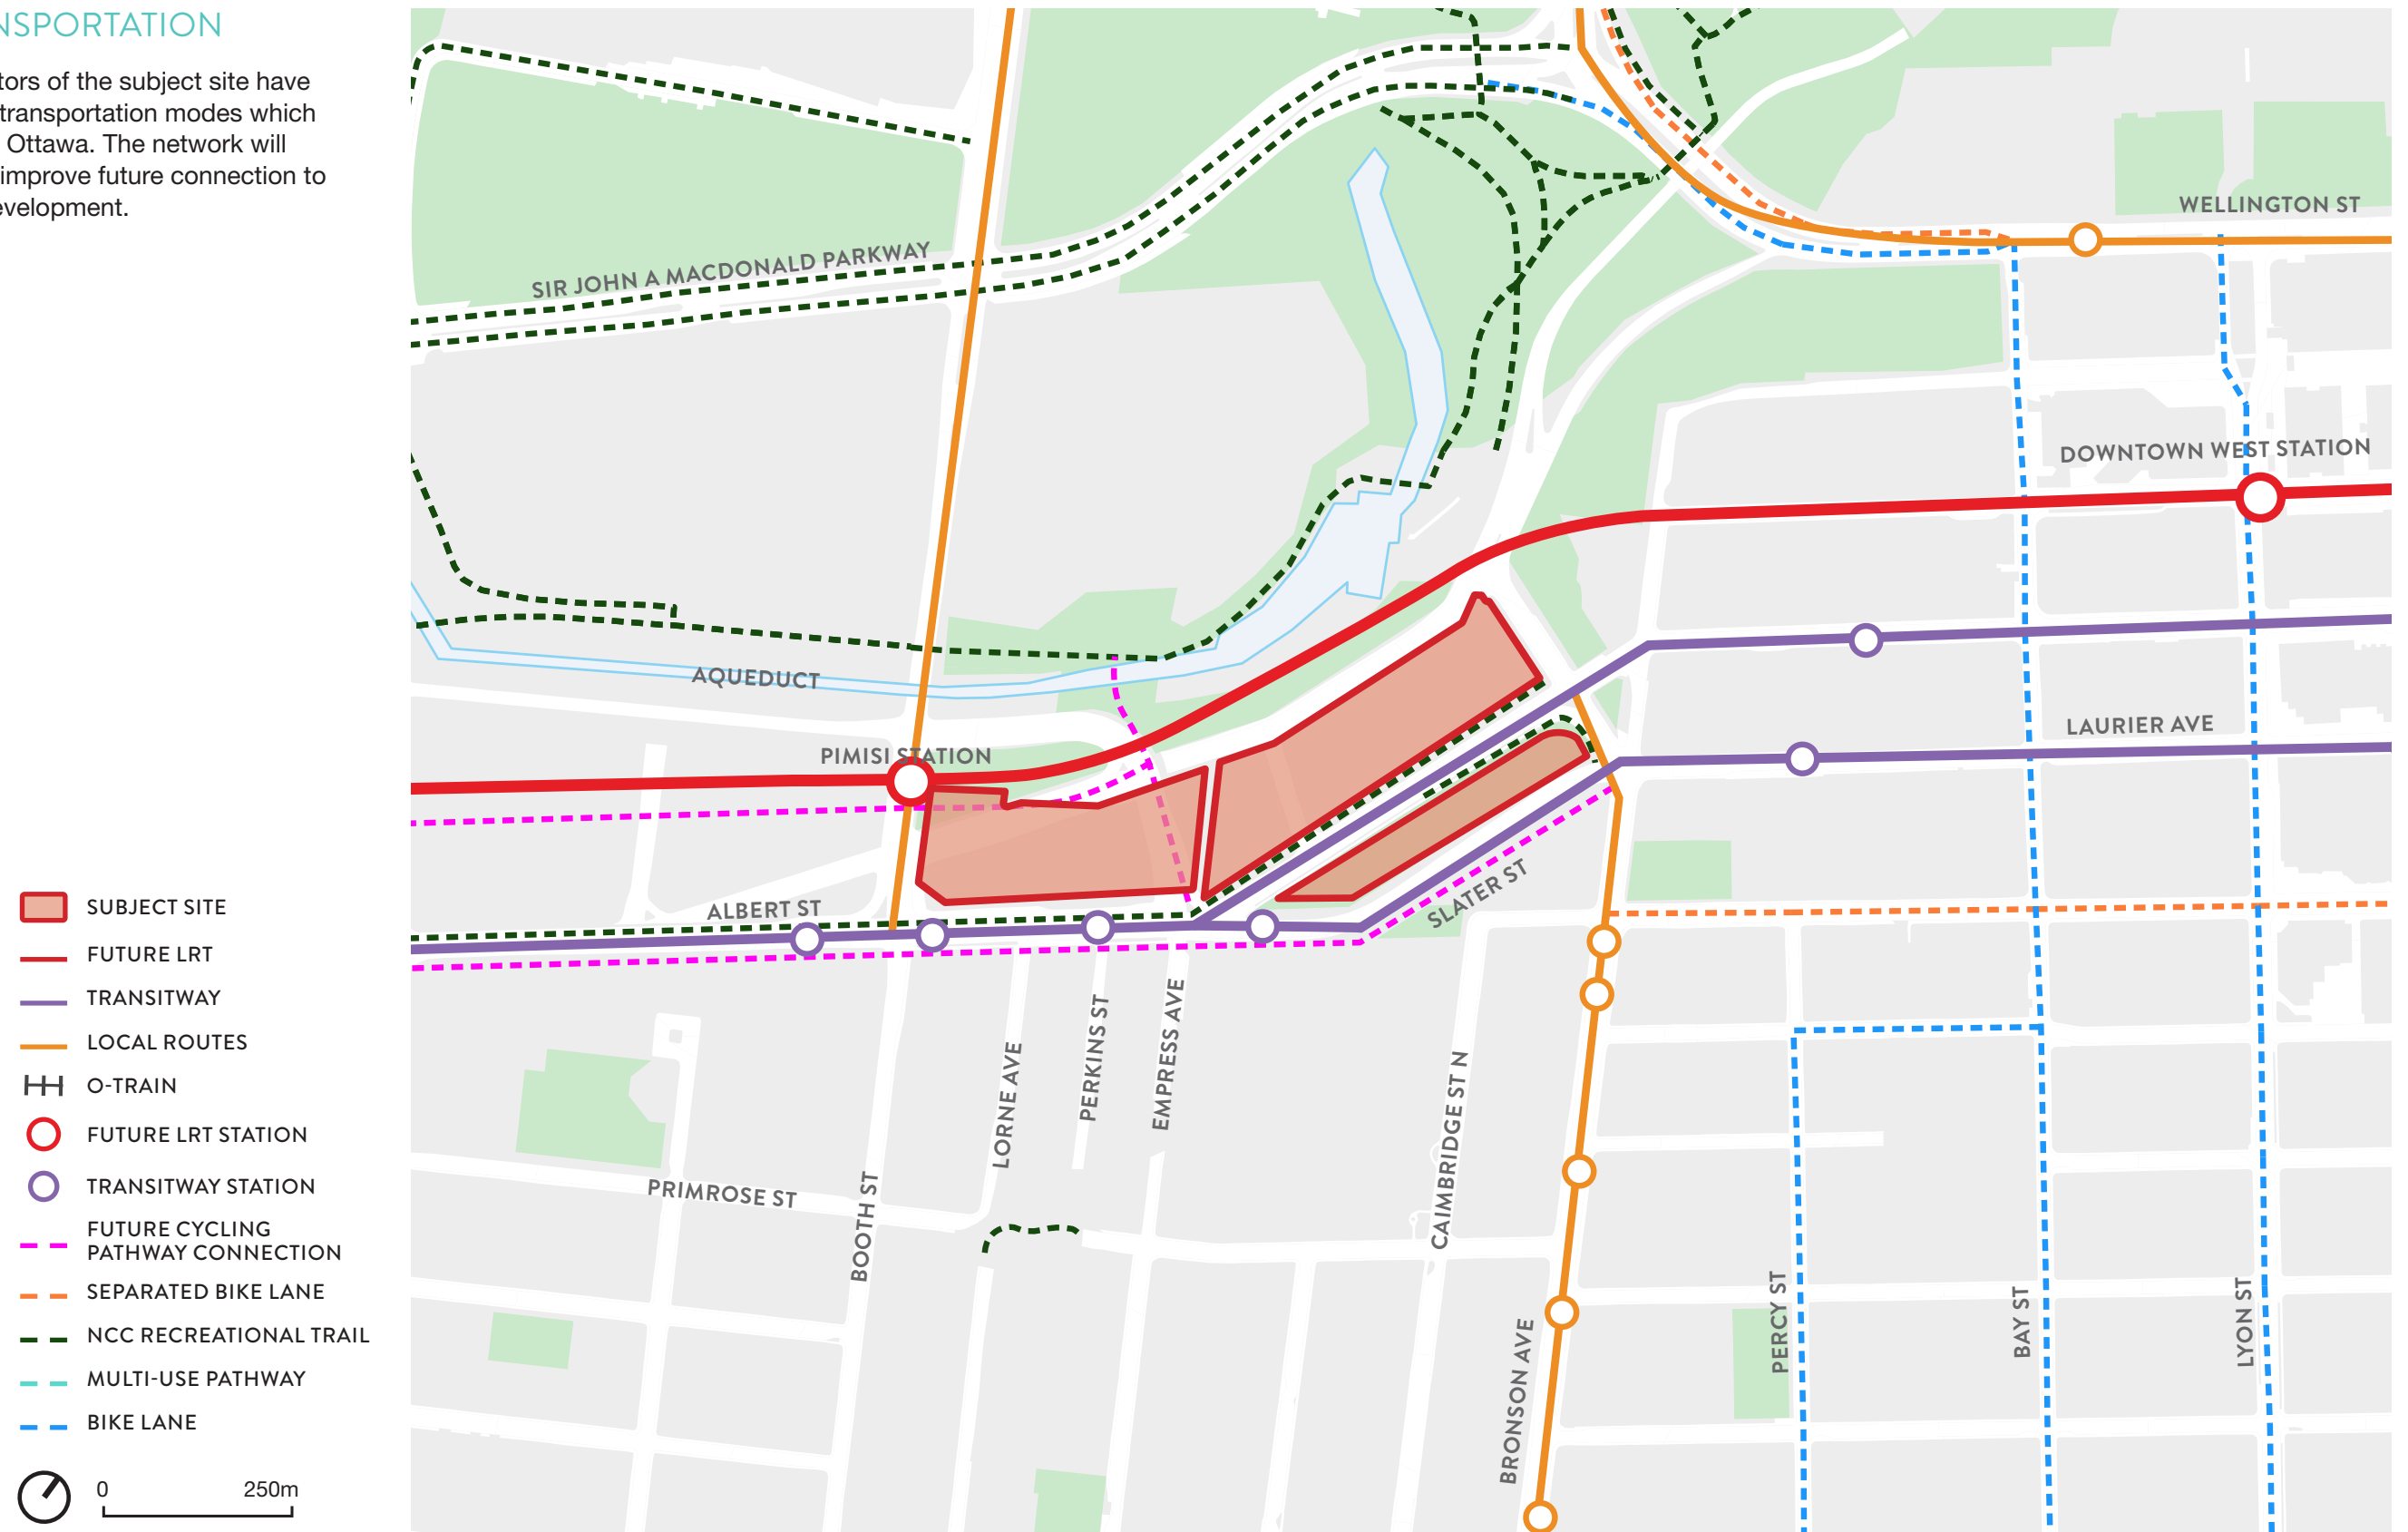 NSPORTATION
tors of the subject site have
transportation modes which
Ottawa. The network will
improve future connection to
evelopment.
WELLINGTON ST
SIR JOHN A MACDONALD PARKWAY
DOWNTOWN WEST STATION
AQUEDUCT
LAURIER AVE
PIMISI STATION
ALBERT ST
SLATER ST
LORNE AVE
PERKINS ST
EMPRESS AVE
CAIMBRIDGE ST N
PRIMROSE ST
BOOTH ST
BRONSON AVE
PERCY ST
BAY ST
LYON ST
SUBJECT SITE
FUTURE LRT
TRANSITWAY
LOCAL ROUTES
O-TRAIN
FUTURE LRT STATION
TRANSITWAY STATION
FUTURE CYCLING
PATHWAY CONNECTION
SEPARATED BIKE LANE
NCC RECREATIONAL TRAIL
MULTI-USE PATHWAY
BIKE LANE
0 250m